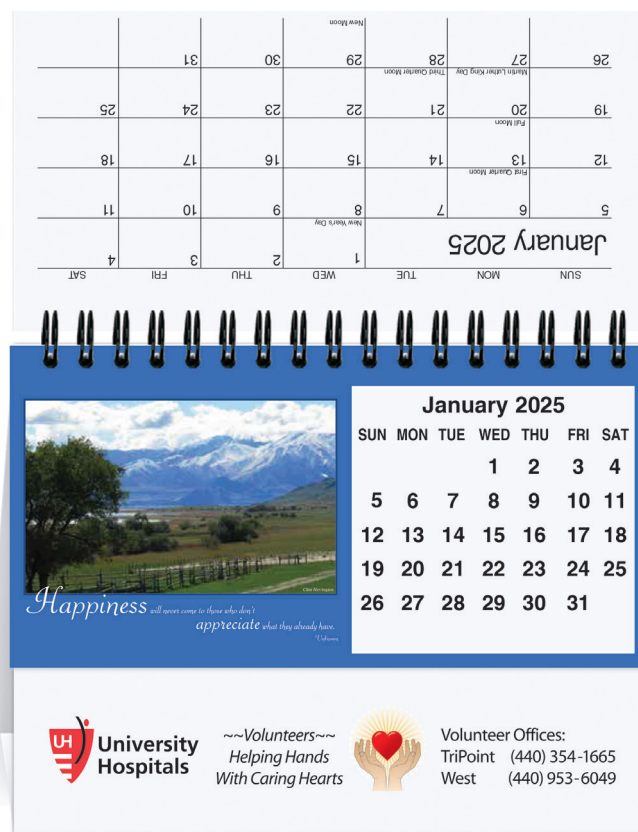 SUN MON TUE WED THU FRI SAT
January 2025 1 2 3 4
New Year's Day
5 6 7 8 9 10 11
First Quarter Moon
12 13 14 15 16 17 18
Full Moon
19 20 21 22 23 24 25
Martin Luther King Day Third Quarter Moon
26 27 28 29 30 31
New Moon
January 2025
SUN MON TUE WED THU FRI SAT
1 2 3 4
5 6 7 8 9 10 11
12 13 14 15 16 17 18
19 20 21 22 23 24 25
26 27 28 29 30 31
Happiness will never come to those who don't
appreciate what they already have.
Unknown
UH University
Hospitals
~~Volunteers~~
Helping Hands
With Caring Hearts
Volunteer Offices:
TriPoint (440) 354-1665
West (440) 953-6049